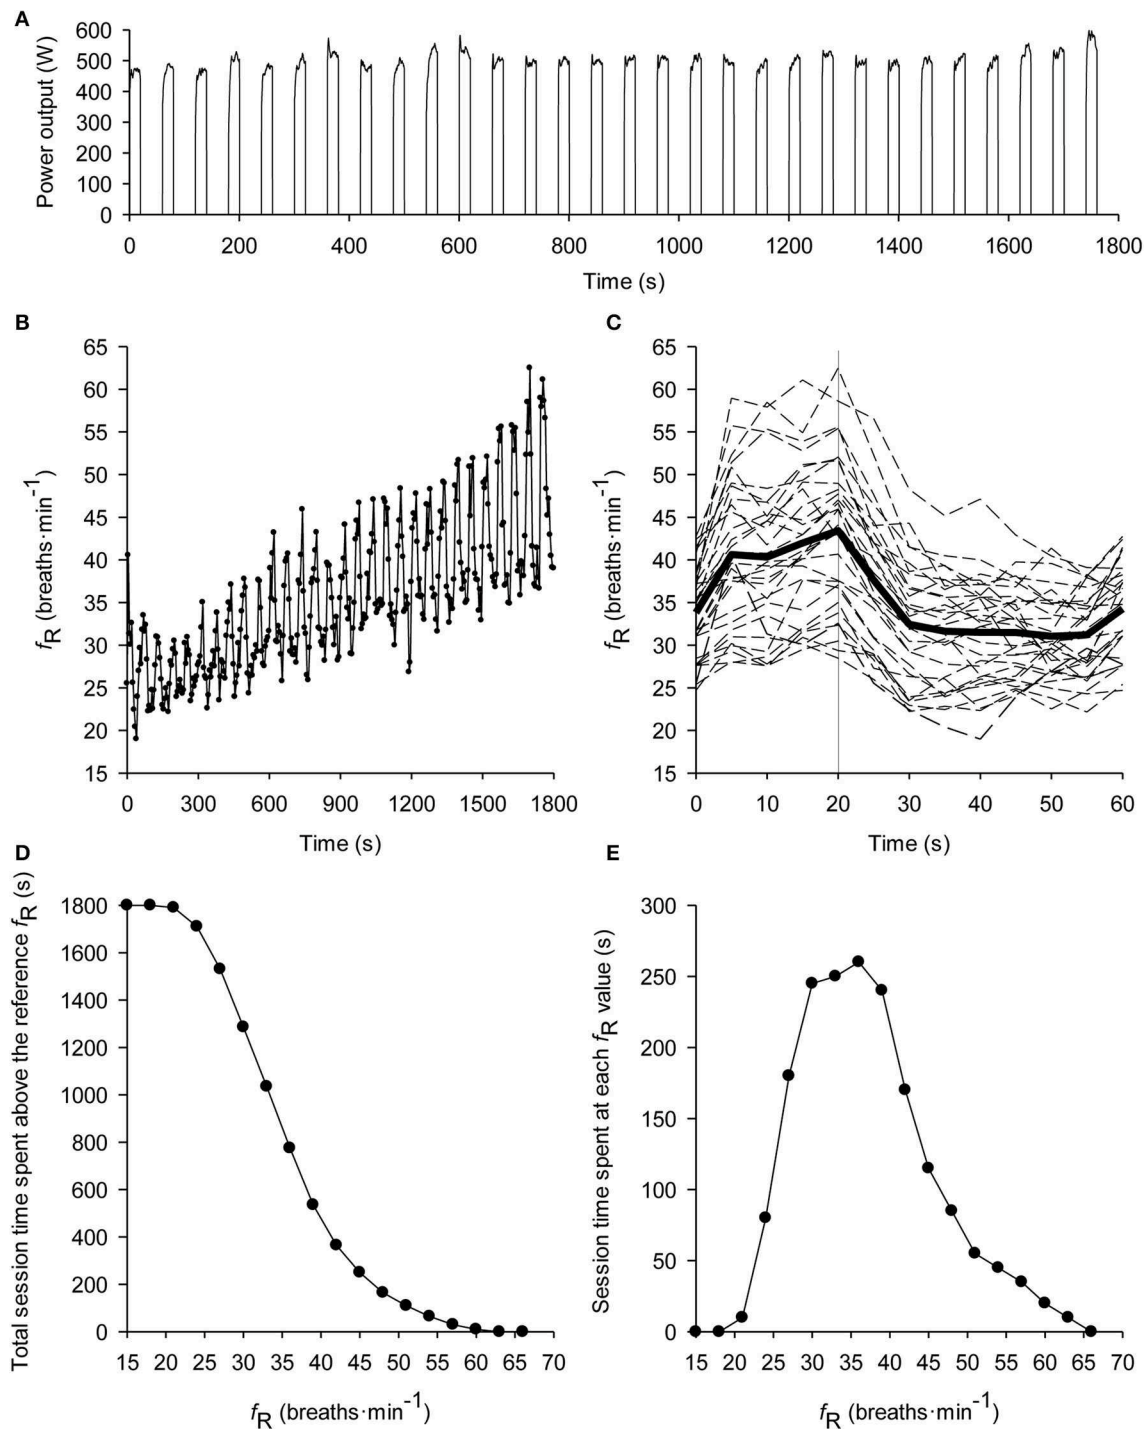 A
600
500
400
300
200
100
0
Power output (W)
0 200 400 600 800 1000 1200 1400 1600 1800
Time (s)
B
65
60
55
50
45
40
35
30
25
20
15
fR (breaths·min−1)
0 300 600 900 1200 1500 1800
Time (s)
C
65
60
55
50
45
40
35
30
25
20
15
fR (breaths·min−1)
0 10 20 30 40 50 60
Time (s)
D
1800
1600
1400
1200
1000
800
600
400
200
0
Total session time spent above the reference fR (s)
15 20 25 30 35 40 45 50 55 60 65 70
fR (breaths·min−1)
E
300
250
200
150
100
50
0
Session time spent at each fR value (s)
15 20 25 30 35 40 45 50 55 60 65 70
fR (breaths·min−1)